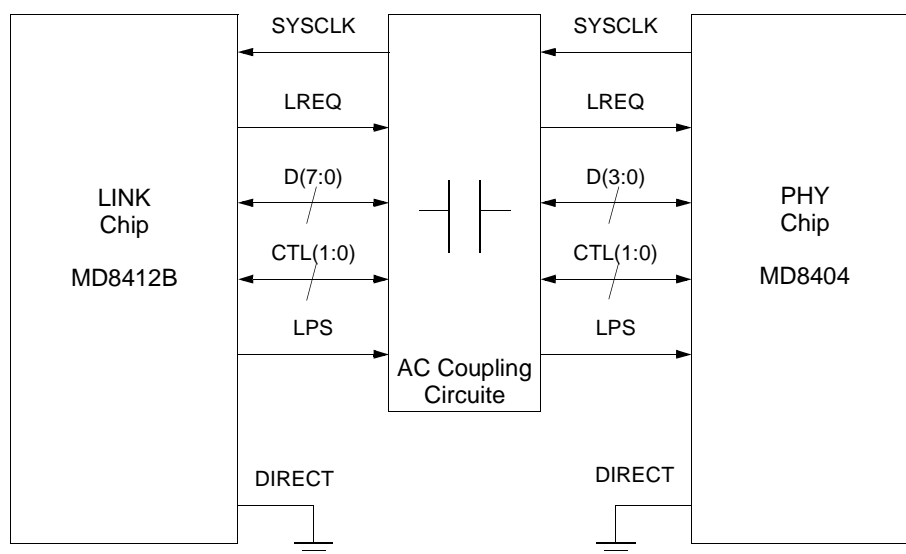 SYSCLK
SYSCLK
LREQ
LREQ
D(7:0)
D(3:0)
LINK
Chip
MD8412B
PHY
Chip
MD8404
CTL(1:0)
CTL(1:0)
LPS
LPS
AC Coupling
Circuite
DIRECT
DIRECT